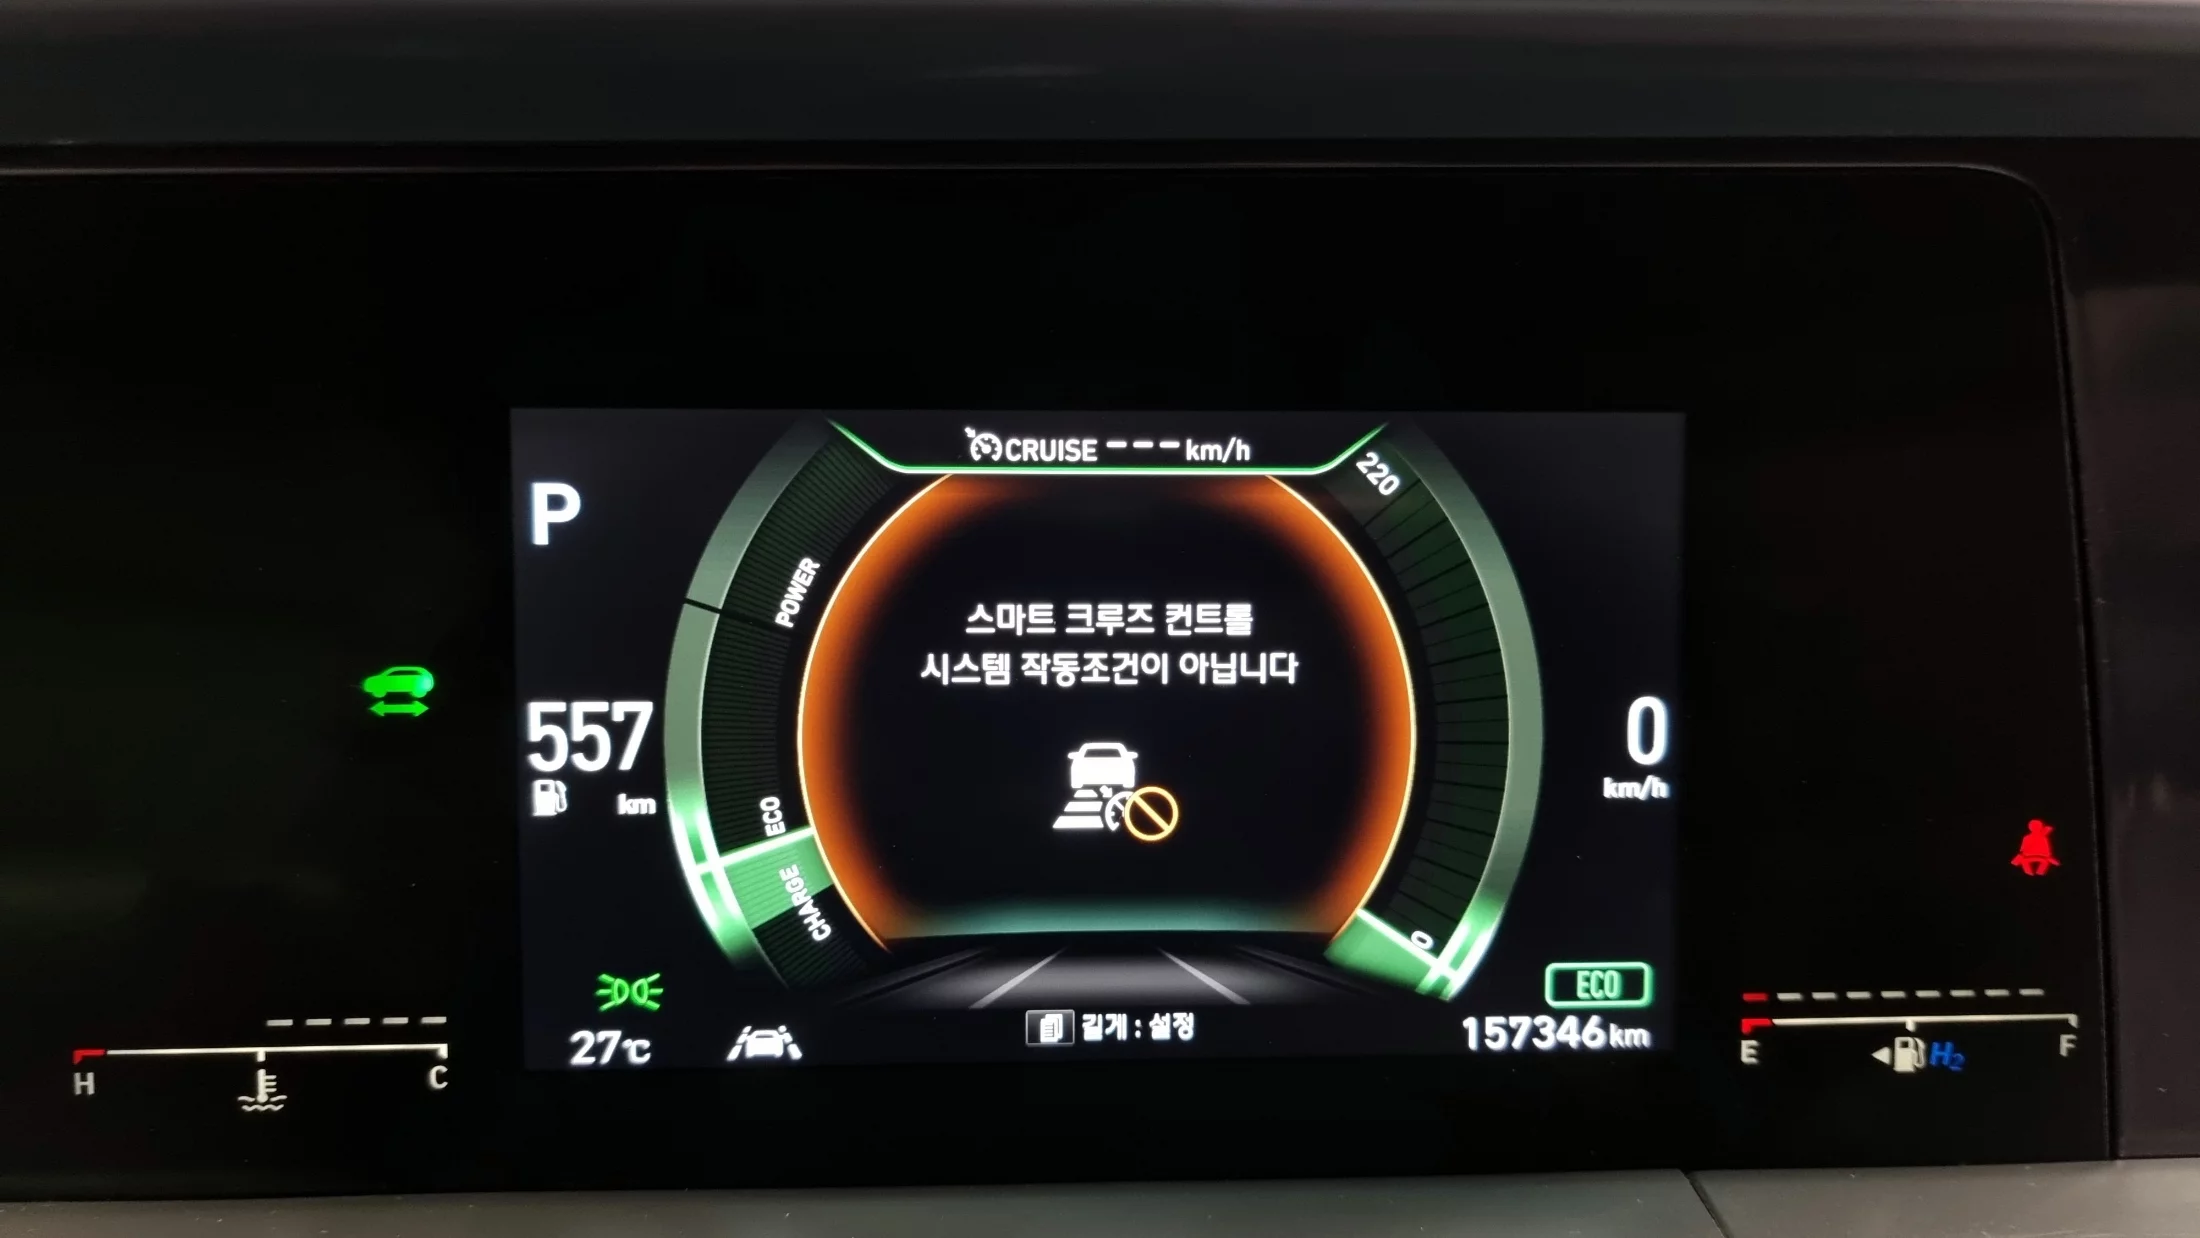 CRUISE ---km/h
220
P
POWER
스마트 크루즈 컨트롤
시스템 작동조건이 아닙니다
557
km
0
km/h
ECO
CHARGE
0
ECO
27℃
길게 : 설정
157346km
H
C
E
H2
F